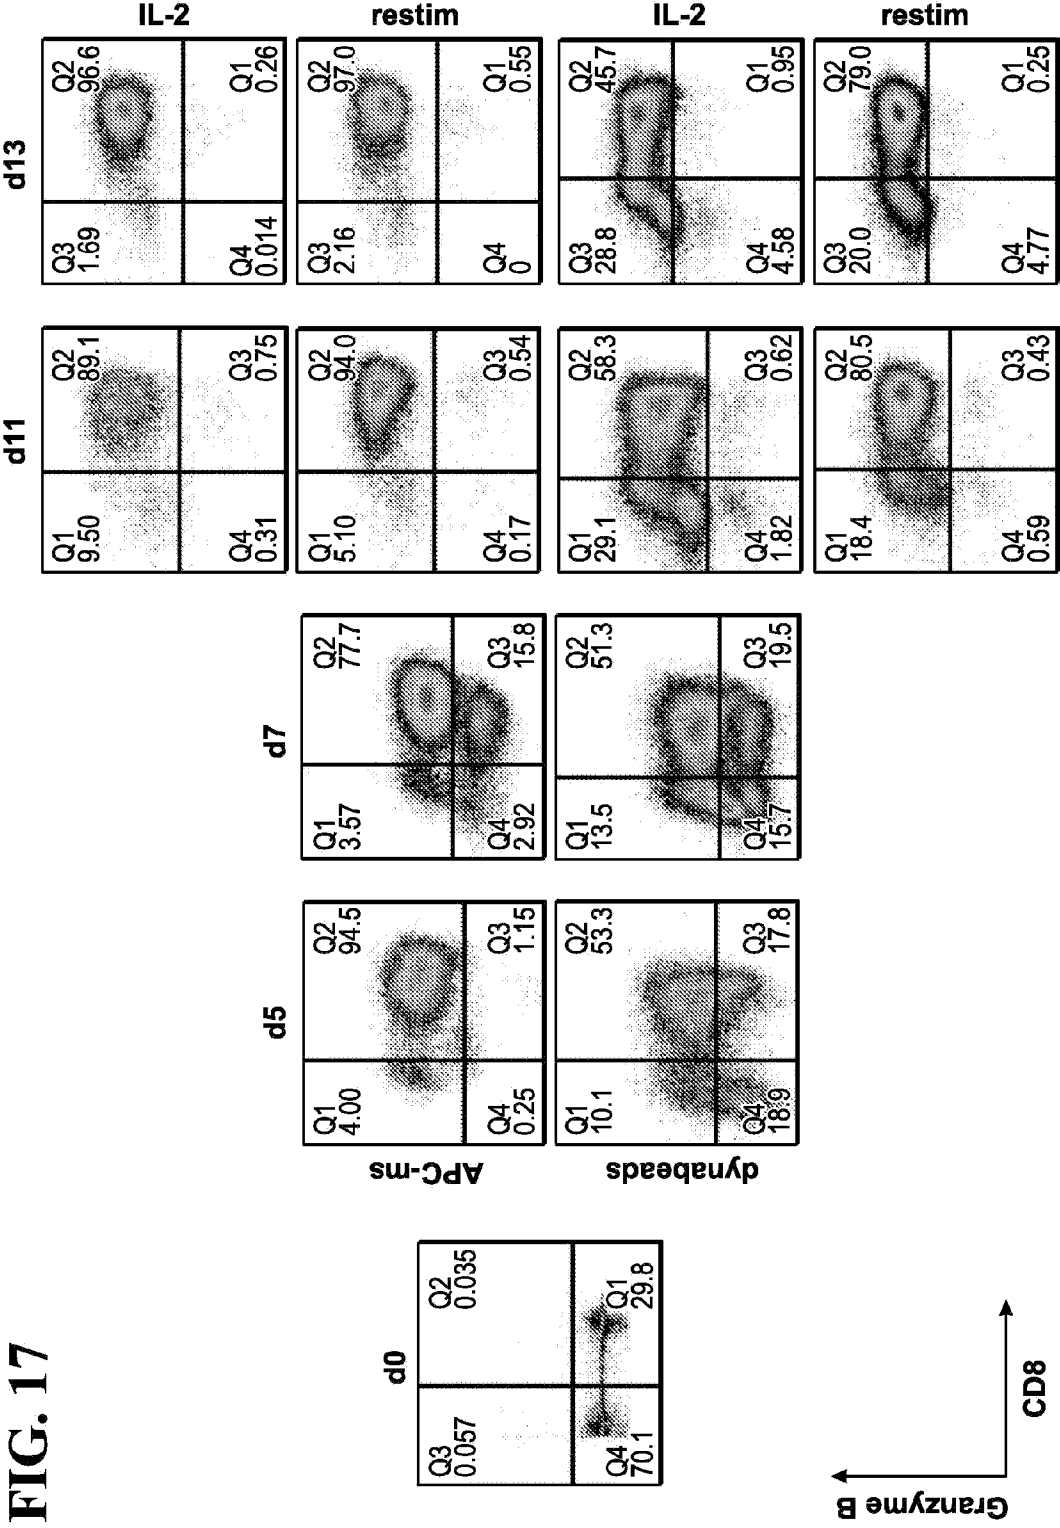 FIG. 17
d0
Q3
0.057
Q2
0.035
Q4
70.1
Q1
29.8
Granzyme B
CD8
d5
APC-ms
Q1
4.00
Q2
94.5
Q4
0.25
Q3
1.15
dynabeads
Q1
10.1
Q2
53.3
Q4
18.9
Q3
17.8
d7
Q1
3.57
Q2
77.7
Q4
2.92
Q3
15.8
Q1
13.5
Q2
51.3
Q4
15.7
Q3
19.5
d11
Q1
9.50
Q2
89.1
Q4
0.31
Q3
0.75
Q1
5.10
Q2
94.0
Q4
0.17
Q3
0.54
Q1
29.1
Q2
58.3
Q4
1.82
Q3
0.62
Q1
18.4
Q2
80.5
Q4
0.59
Q3
0.43
d13
Q3
1.69
Q2
96.6
Q4
0.014
Q1
0.26
IL-2
Q3
2.16
Q2
97.0
Q4
0
Q1
0.55
restim
Q3
28.8
Q2
45.7
Q4
4.58
Q1
0.95
IL-2
Q3
20.0
Q2
79.0
Q4
4.77
Q1
0.25
restim